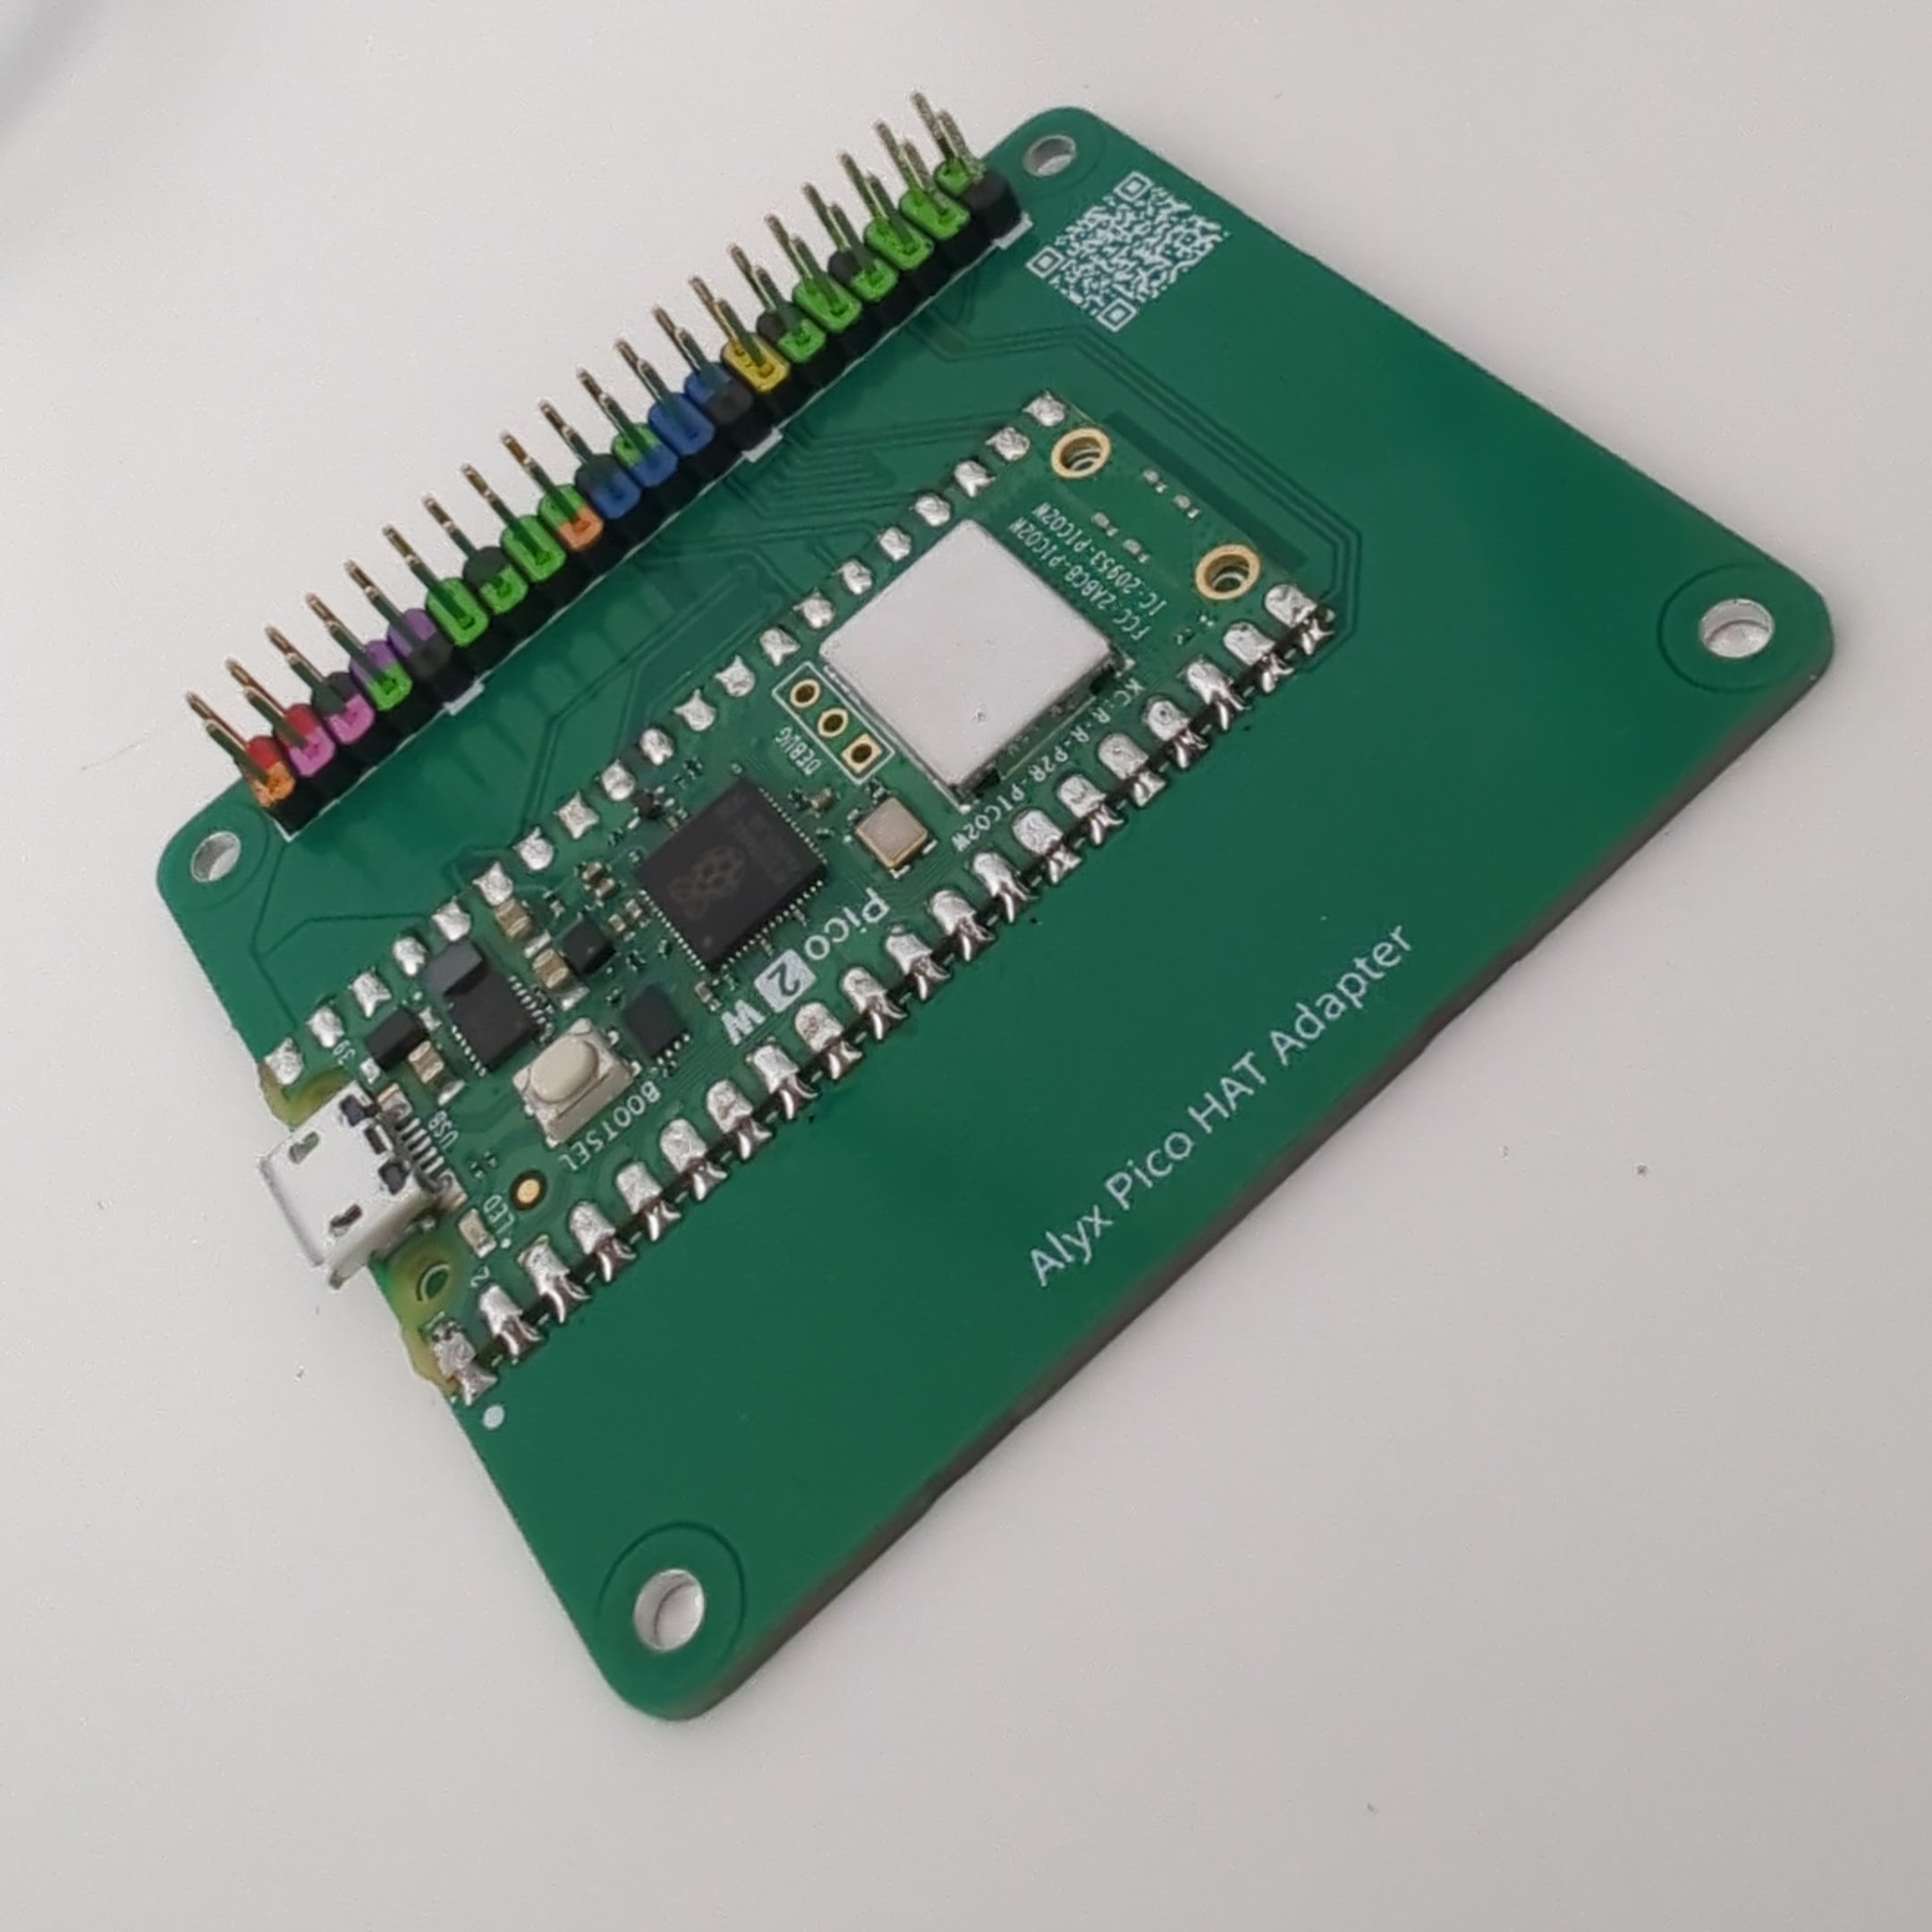 Alyx Pico HAT Adapter
Pico 2 W
BOOTSEL
DEBUG
USB
LED
2
39
FCC:2ABCB-PICO2W
IC:20953-PICO2W
KC:R-R-P2R-PICO2W